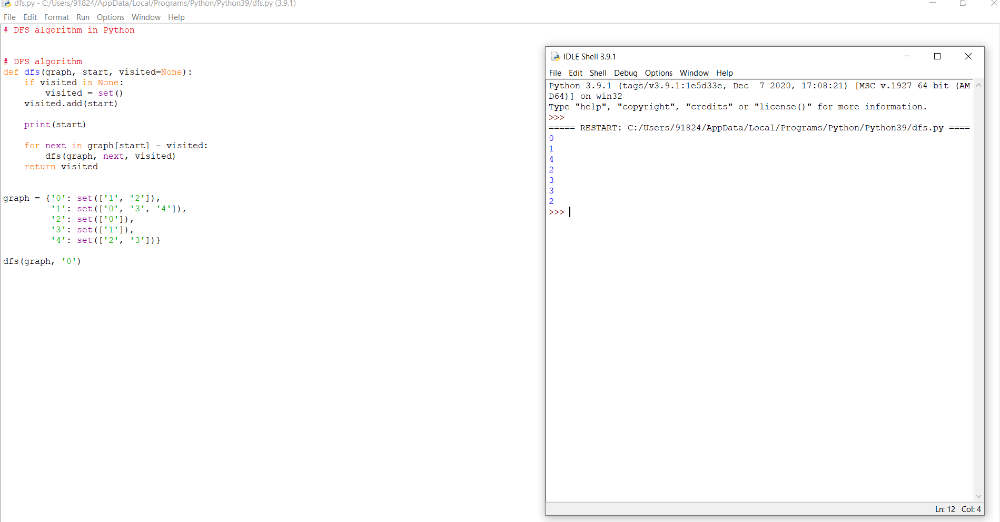 dfs.py - C:/Users/91824/AppData/Local/Programs/Python/Python39/dfs.py (3.9.1)
File Edit Format Run Options Window Help
# DFS algorithm in Python
# DFS algorithm
def dfs(graph, start, visited=None):
    if visited is None:
        visited = set()
    visited.add(start)
    print(start)
    for next in graph[start] - visited:
        dfs(graph, next, visited)
    return visited
graph = {'0': set(['1', '2']),
         '1': set(['0', '3', '4']),
         '2': set(['0']),
         '3': set(['1']),
         '4': set(['2', '3'])}
dfs(graph, '0')
IDLE Shell 3.9.1
File Edit Shell Debug Options Window Help
Python 3.9.1 (tags/v3.9.1:1e5d33e, Dec  7 2020, 17:08:21) [MSC v.1927 64 bit (AM
D64)] on win32
Type "help", "copyright", "credits" or "license()" for more information.
>>>
===== RESTART: C:/Users/91824/AppData/Local/Programs/Python/Python39/dfs.py ====
0
1
4
2
3
3
2
>>>
Ln: 12 Col: 4